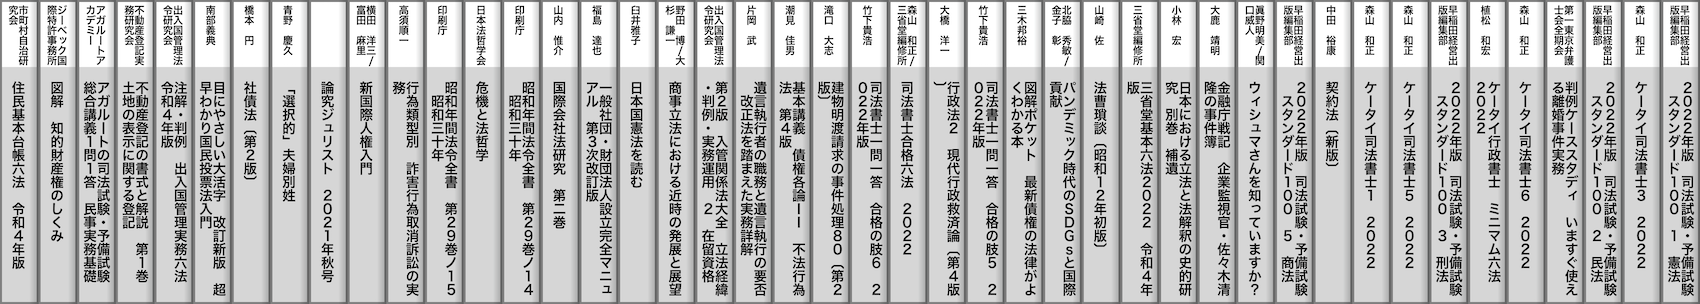 早稲田経営出
版編集部
2022年版 司法試験・予備試験
スタンダード100 1 憲法
森山 和正
ケータイ司法書士3 2022
早稲田経営出
版編集部
2022年版 司法試験・予備試験
スタンダード100 2 民法
第一東京弁護
士会全期会
判例ケーススタディ いますぐ使え
る離婚事件実務
森山 和正
ケータイ司法書士6 2022
植松 和宏
ケータイ行政書士 ミニマム六法
2022
早稲田経営出
版編集部
2022年版 司法試験・予備試験
スタンダード100 3 刑法
森山 和正
ケータイ司法書士5 2022
森山 和正
ケータイ司法書士1 2022
中田 裕康
契約法〔新版〕
早稲田経営出
版編集部
2022年版 司法試験・予備試験
スタンダード100 5 商法
眞野明美/関
口威人
ウィシュマさんを知っていますか?
大鹿 靖明
金融庁戦記 企業監視官・佐々木清
隆の事件簿
小林 宏
日本における立法と法解釈の史的研
究 別巻 補遺
三省堂編修所
三省堂基本六法2022 令和4年
版
山崎 佐
法曹瑣談〔昭和12年初版〕
北脇 秀敏/
金子 彰
パンデミック時代のSDGsと国際
貢献
三木邦裕
図解ポケット 最新債権の法律がよ
くわかる本
竹下貴浩
司法書士一問一答 合格の肢5 2
022年版
大橋 洋一
行政法2 現代行政救済論〔第4版
〕
森山 和正/
三省堂編修所
司法書士合格六法 2022
竹下貴浩
司法書士一問一答 合格の肢6 2
022年版
滝口 大志
建物明渡請求の事件処理80〔第2
版〕
潮見 佳男
基本講義 債権各論II 不法行為
法 第4版
片岡 武
遺言執行者の職務と遺言執行の要否
改正法を踏まえた実務詳解
出入国管理法
令研究会
第2版 入管関係法大全 立法経緯
・判例・実務運用 2 在留資格
野田 博/大
杉 謙一
商事立法における近時の発展と展望
臼井雅子
日本国憲法を読む
福島 達也
一般社団・財団法人設立完全マニュ
アル 第3次改訂版
山内 惟介
国際会社法研究 第二巻
印刷庁
昭和年間法令全書 第29巻ノ14
昭和三十年
日本法哲学会
危機と法哲学
印刷庁
昭和年間法令全書 第29巻ノ15
昭和三十年
高須順一
行為類型別 詐害行為取消訴訟の実
務
横田 洋三/
富田 麻里
新国際人権入門
論究ジュリスト 2021年秋号
青野 慶久
「選択的」夫婦別姓
橋本 円
社債法〔第2版〕
南部義典
目にやさしい大活字 改訂新版 超
早わかり国民投票法入門
出入国管理法
令研究会
注解・判例 出入国管理実務六法
令和4年版
不動産登記実
務研究会
不動産登記の書式と解説 第1巻
土地の表示に関する登記
アガルートア
カデミー
アガルートの司法試験・予備試験
総合講義1問1答 民事実務基礎
ジーベック国
際特許事務所
図解 知的財産権のしくみ
市町村自治研
究会
住民基本台帳六法 令和4年版